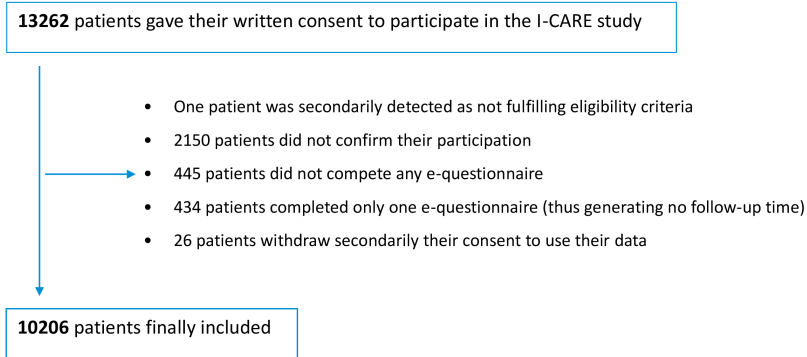 13262 patients gave their written consent to participate in the I-CARE study
• One patient was secondarily detected as not fulfilling eligibility criteria
• 2150 patients did not confirm their participation
• 445 patients did not compete any e-questionnaire
• 434 patients completed only one e-questionnaire (thus generating no follow-up time)
• 26 patients withdraw secondarily their consent to use their data
10206 patients finally included